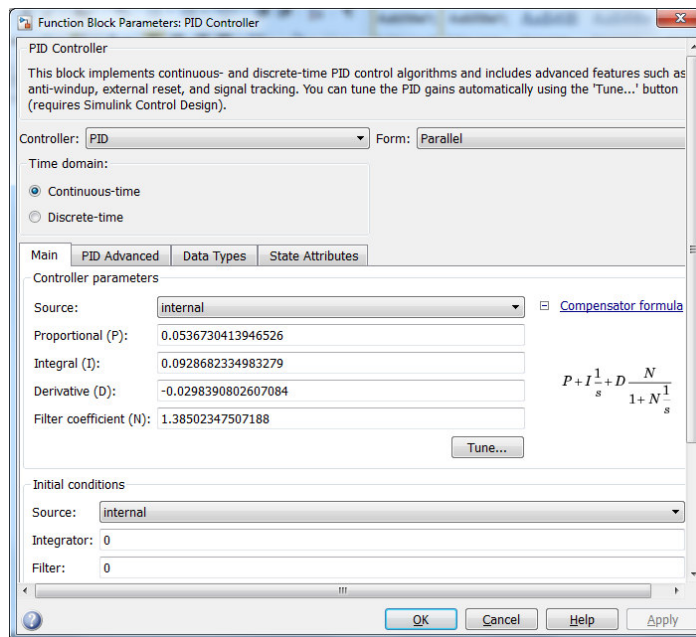 Function Block Parameters: PID Controller
PID Controller
This block implements continuous- and discrete-time PID control algorithms and includes advanced features such as
anti-windup, external reset, and signal tracking. You can tune the PID gains automatically using the 'Tune...' button
(requires Simulink Control Design).
Controller: PID Form: Parallel
Time domain:
Continuous-time
Discrete-time
Main PID Advanced Data Types State Attributes
Controller parameters
Source: internal Compensator formula
Proportional (P): 0.0536730413946526
Integral (I): 0.0928682334983279
Derivative (D): -0.0298390802607084
P+I 1/s +D N/(1+N 1/s)
Filter coefficient (N): 1.38502347507188
Tune...
Initial conditions
Source: internal
Integrator: 0
Filter: 0
OK Cancel Help Apply